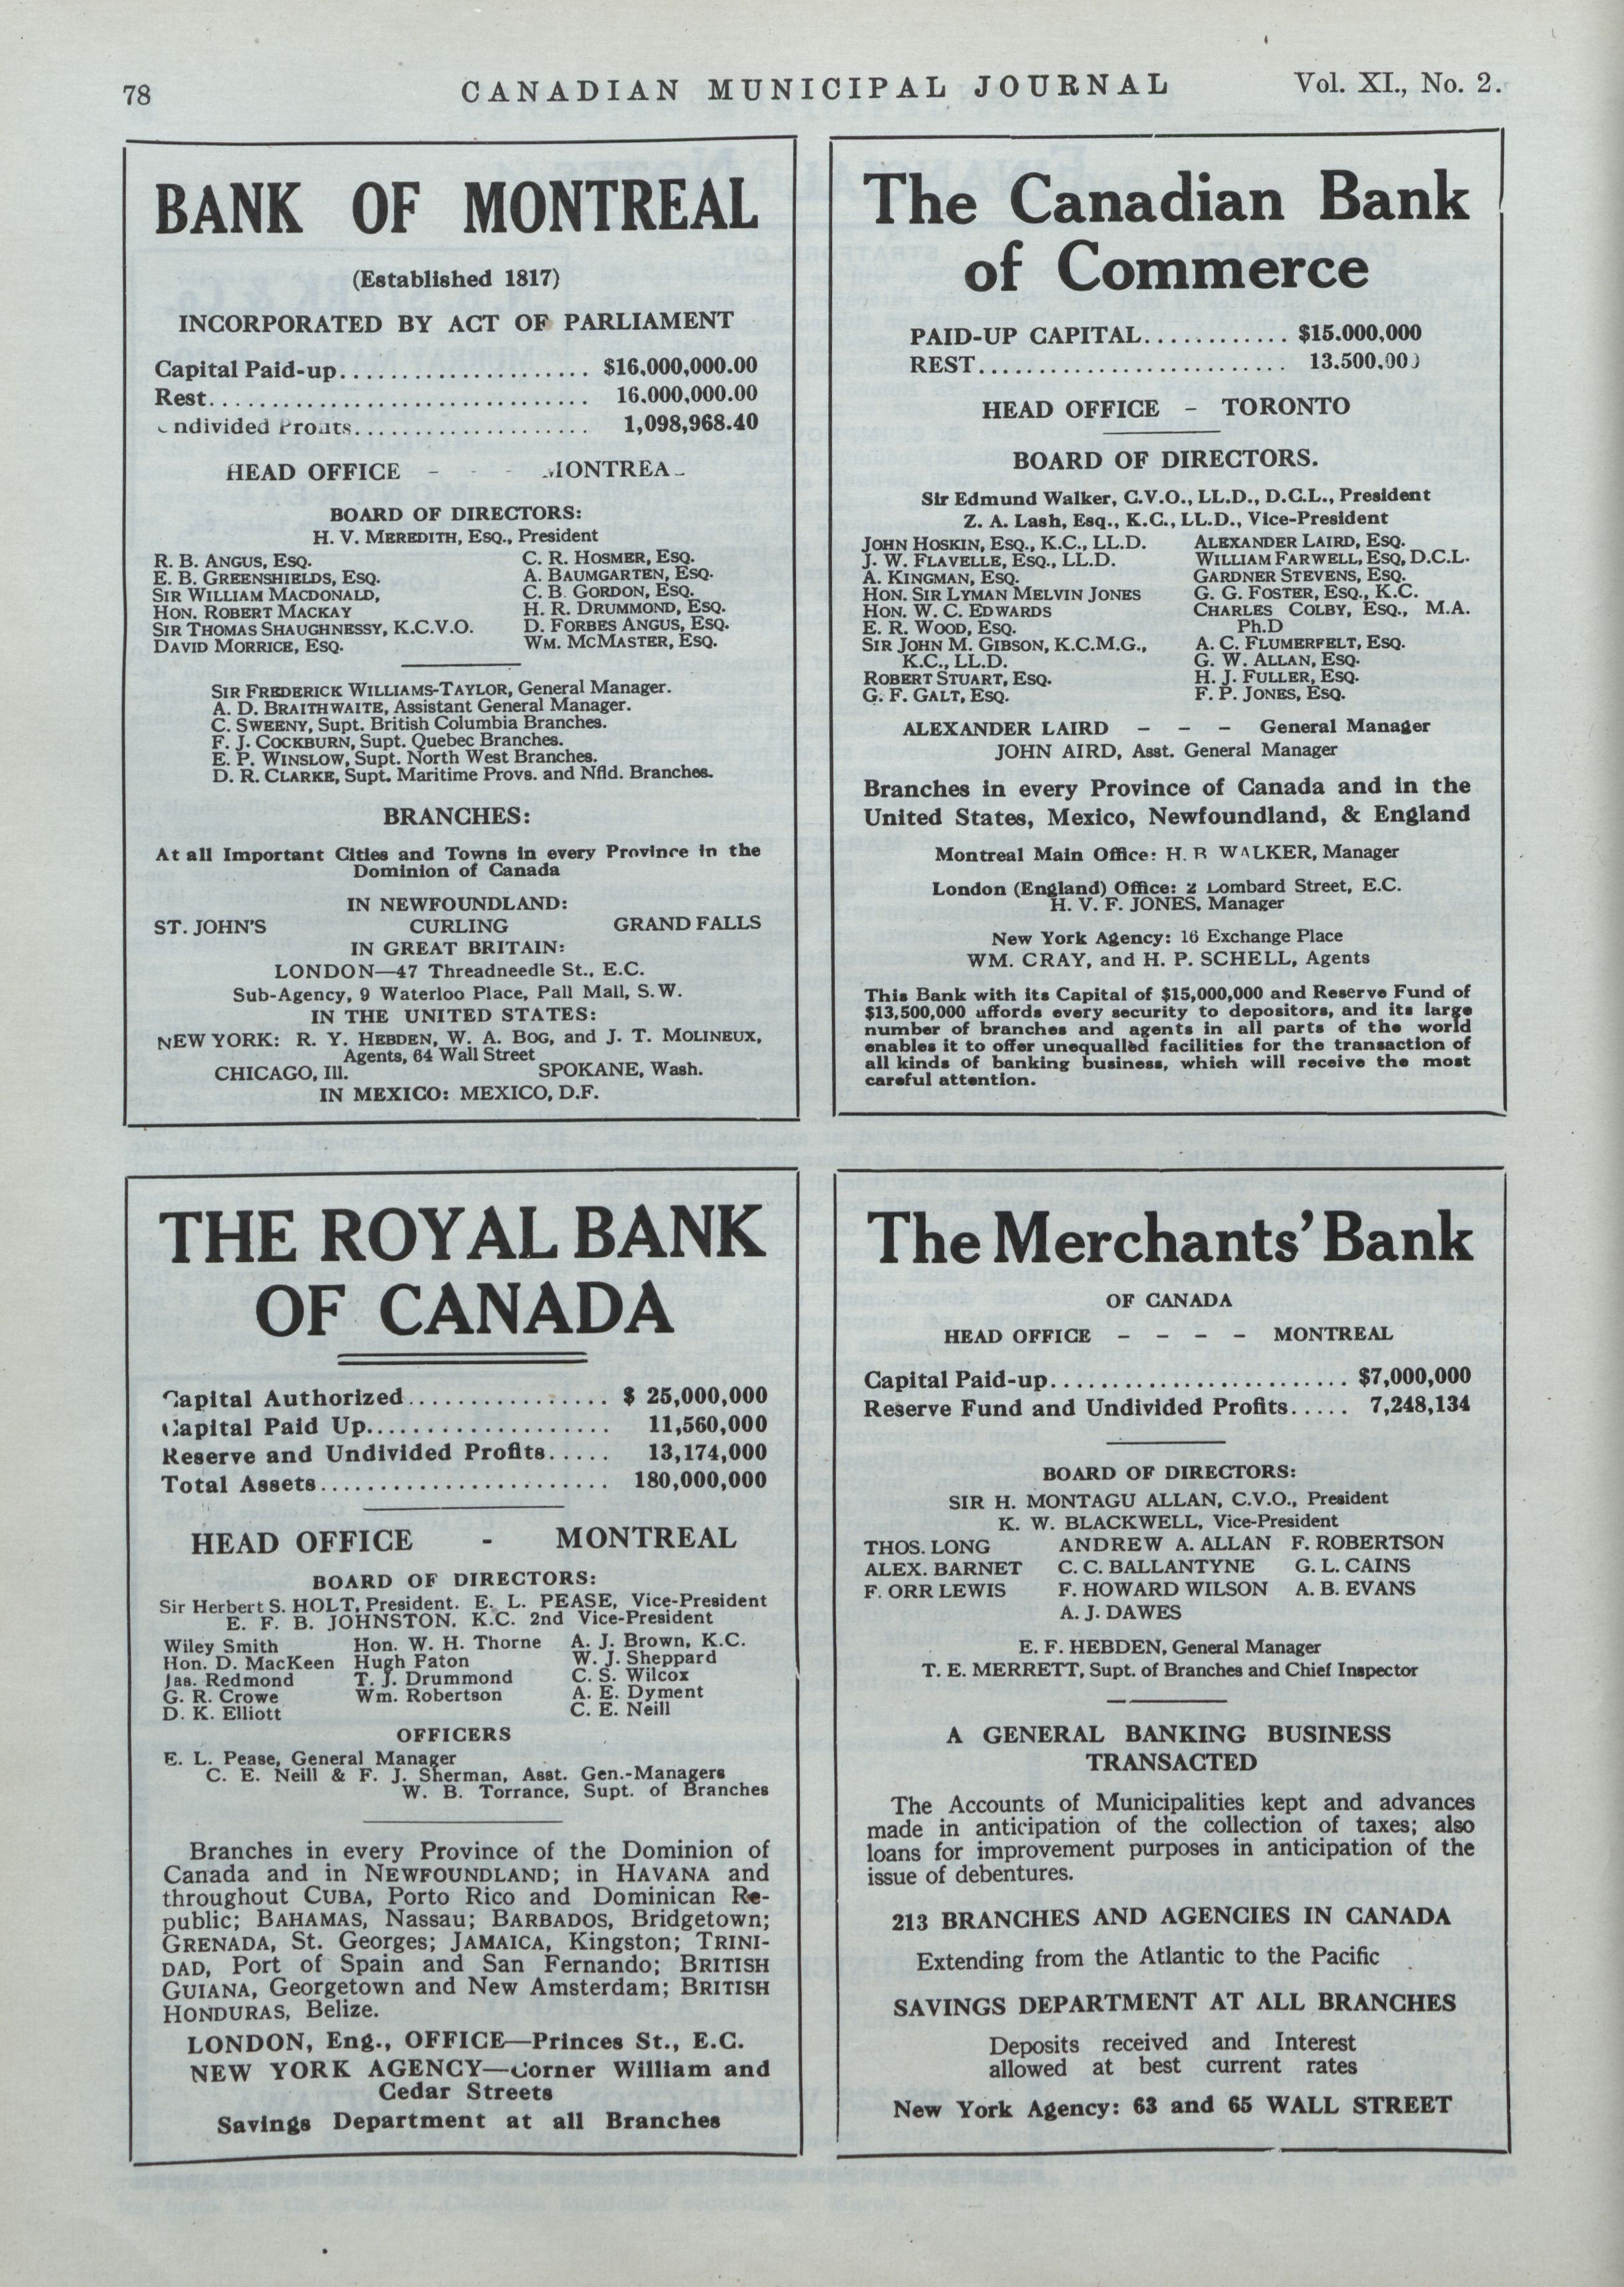 78
CANADIAN MUNICIPAL JOURNAL
Vol. XI., No. 2.
BANK OF MONTREAL
(Established 1817)
INCORPORATED BY ACT OF PARLIAMENT
Capital Paid-up..................... $16,000,000.00
Rest............................... 16,000,000.00
ndivided Profits.................... 1,098,968.40
HEAD OFFICE - - - MONTREA
BOARD OF DIRECTORS:
H. V. MEREDITH, ESQ., President
R. B. ANGUS, ESQ. C. R. HOSMER, ESQ.
E. B. GREENSHIELDS, ESQ. A. BAUMGARTEN, ESQ.
SIR WILLIAM MACDONALD, C. B. GORDON, ESQ.
HON. ROBERT MACKAY H. R. DRUMMOND, ESQ.
SIR THOMAS SHAUGHNESSY, K.C.V.O. D. FORBES ANGUS, ESQ.
DAVID MORRICE, ESQ. WM. MCMASTER, ESQ.
SIR FREDERICK WILLIAMS-TAYLOR, General Manager.
A. D. BRAITHWAITE, Assistant General Manager.
C. SWEENY, Supt. British Columbia Branches.
F. J. COCKBURN, Supt. Quebec Branches.
E. P. WINSLOW, Supt. North West Branches.
D. R. CLARKE, Supt. Maritime Provs. and Nfld. Branches.
BRANCHES:
At all Important Cities and Towns in every Province in the
Dominion of Canada
IN NEWFOUNDLAND:
ST. JOHN'S CURLING GRAND FALLS
IN GREAT BRITAIN:
LONDON—47 Threadneedle St., E.C.
Sub-Agency, 9 Waterloo Place, Pall Mall, S.W.
IN THE UNITED STATES:
NEW YORK: R. Y. HEBDEN, W. A. BOG, and J. T. MOLINEUX,
Agents, 64 Wall Street
CHICAGO, Ill. SPOKANE, Wash.
IN MEXICO: MEXICO, D.F.
The Canadian Bank
of Commerce
PAID-UP CAPITAL............ $15.000,000
REST.......................... 13.500,000
HEAD OFFICE - TORONTO
BOARD OF DIRECTORS.
Sir Edmund Walker, C.V.O., LL.D., D.C.L., President
Z. A. Lash, Esq., K.C., LL.D., Vice-President
JOHN HOSKIN, ESQ., K.C., LL.D. ALEXANDER LAIRD, ESQ.
J. W. FLAVELLE, ESQ., LL.D. WILLIAM FARWELL, ESQ, D.C.L.
A. KINGMAN, ESQ. GARDNER STEVENS, ESQ.
HON. SIR LYMAN MELVIN JONES G. G. FOSTER, ESQ., K.C.
HON. W. C. EDWARDS CHARLES COLBY, ESQ., M.A.
E. R. WOOD, ESQ. Ph.D
SIR JOHN M. GIBSON, K.C.M.G., A. C. FLUMERFELT, ESQ.
K.C., LL.D. G. W. ALLAN, ESQ.
ROBERT STUART, ESQ. H. J. FULLER, ESQ.
G. F. GALT, ESQ. F. P. JONES, ESQ.
ALEXANDER LAIRD - - - General Manager
JOHN AIRD, Asst. General Manager
Branches in every Province of Canada and in the
United States, Mexico, Newfoundland, & England
Montreal Main Office: H. B WALKER, Manager
London (England) Office: 2 Lombard Street, E.C.
H. V. F. JONES, Manager
New York Agency: 16 Exchange Place
WM. CRAY, and H. P. SCHELL, Agents
This Bank with its Capital of $15,000,000 and Reserve Fund of
$13,500,000 affords every security to depositors, and its large
number of branches and agents in all parts of the world
enables it to offer unequalled facilities for the transaction of
all kinds of banking business, which will receive the most
careful attention.
THE ROYAL BANK
OF CANADA
Capital Authorized................. $ 25,000,000
Capital Paid Up.................... 11,560,000
Reserve and Undivided Profits..... 13,174,000
Total Assets........................ 180,000,000
HEAD OFFICE - MONTREAL
BOARD OF DIRECTORS:
Sir Herbert S. HOLT, President. E. L. PEASE, Vice-President
E. F. B. JOHNSTON, K.C. 2nd Vice-President
Wiley Smith Hon. W. H. Thorne A. J. Brown, K.C.
Hon. D. MacKeen Hugh Paton W. J. Sheppard
Jas. Redmond T. J. Drummond C. S. Wilcox
G. R. Crowe Wm. Robertson A. E. Dyment
D. K. Elliott C. E. Neill
OFFICERS
E. L. Pease, General Manager
C. E. Neill & F. J. Sherman, Asst. Gen.-Managers
W. B. Torrance, Supt. of Branches
Branches in every Province of the Dominion of
Canada and in NEWFOUNDLAND; in HAVANA and
throughout CUBA, Porto Rico and Dominican Re-
public; BAHAMAS, Nassau; BARBADOS, Bridgetown;
GRENADA, St. Georges; JAMAICA, Kingston; TRINI-
DAD, Port of Spain and San Fernando; BRITISH
GUIANA, Georgetown and New Amsterdam; BRITISH
HONDURAS, Belize.
LONDON, Eng., OFFICE—Princes St., E.C.
NEW YORK AGENCY—Corner William and
Cedar Streets
Savings Department at all Branches
The Merchants' Bank
OF CANADA
HEAD OFFICE - - - - MONTREAL
Capital Paid-up......................... $7,000,000
Reserve Fund and Undivided Profits..... 7,248,134
BOARD OF DIRECTORS:
SIR H. MONTAGU ALLAN, C.V.O., President
K. W. BLACKWELL, Vice-President
THOS. LONG ANDREW A. ALLAN F. ROBERTSON
ALEX. BARNET C. C. BALLANTYNE G. L. CAINS
F. ORR LEWIS F. HOWARD WILSON A. B. EVANS
A. J. DAWES
E. F. HEBDEN, General Manager
T. E. MERRETT, Supt. of Branches and Chief Inspector
A GENERAL BANKING BUSINESS
TRANSACTED
The Accounts of Municipalities kept and advances
made in anticipation of the collection of taxes; also
loans for improvement purposes in anticipation of the
issue of debentures.
213 BRANCHES AND AGENCIES IN CANADA
Extending from the Atlantic to the Pacific
SAVINGS DEPARTMENT AT ALL BRANCHES
Deposits received and Interest
allowed at best current rates
New York Agency: 63 and 65 WALL STREET